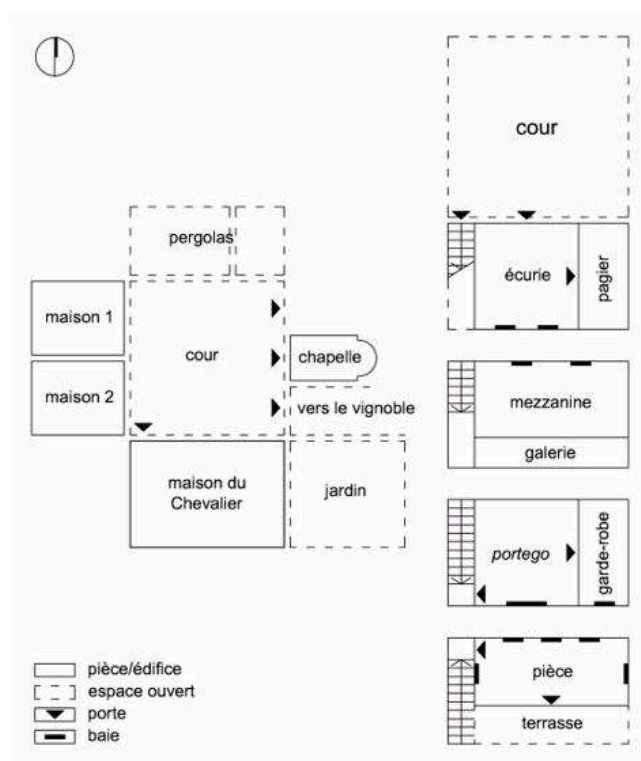 cour
pergolas
écurie
pagier
maison 1
cour
chapelle
maison 2
vers le vignoble
mezzanine
galerie
maison du
Chevalier
jardin
portego
garde-robe
pièce/édifice
espace ouvert
porte
baie
pièce
terrasse